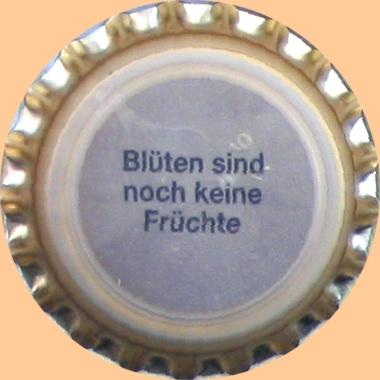 Blüten sind
noch keine
Früchte